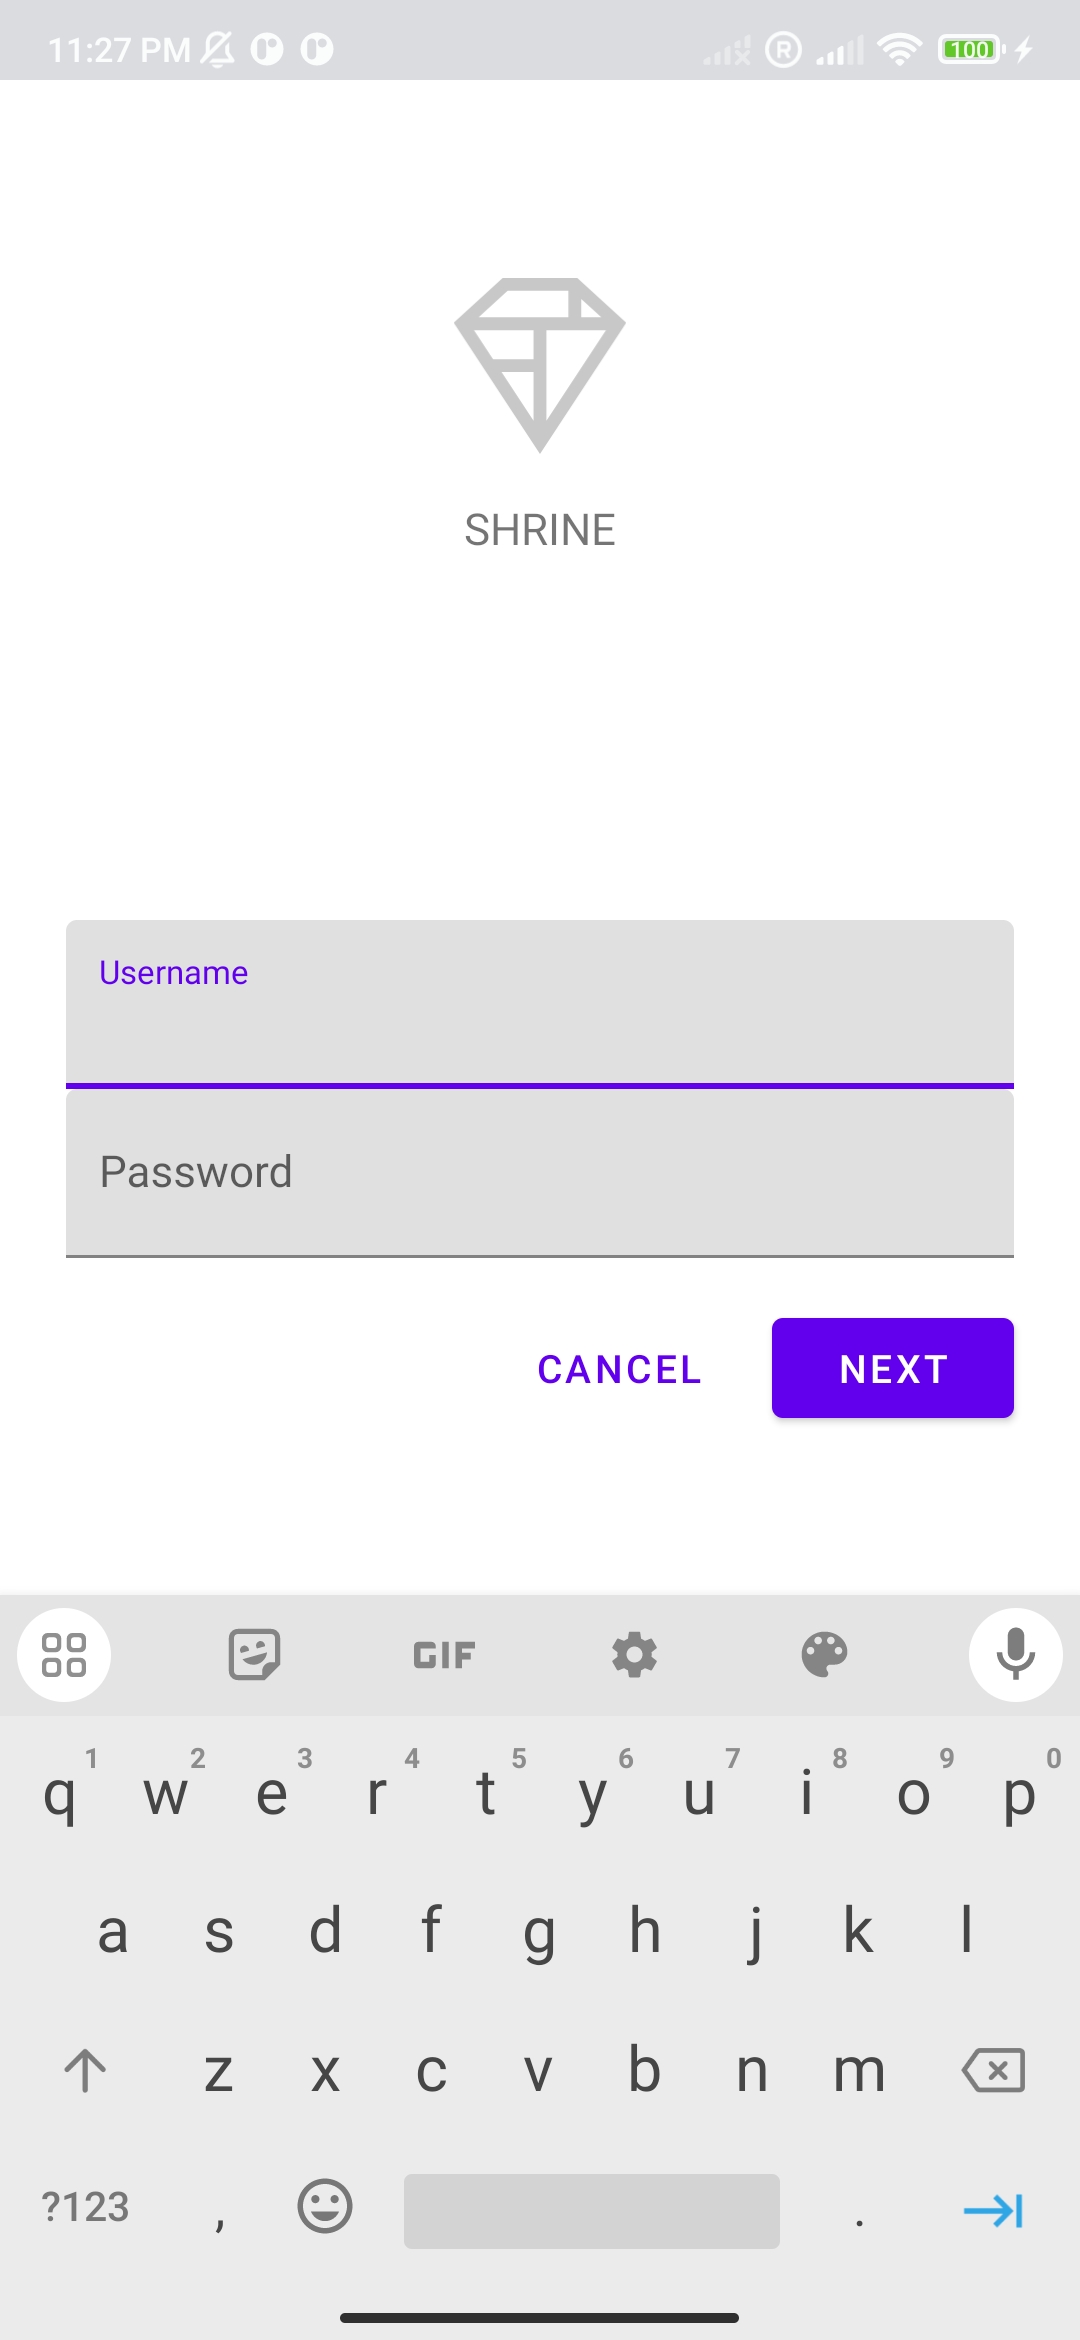 11:27 PM
R
100
SHRINE
Username
Password
CANCEL NEXT
GIF
1 2 3 4 5 6 7 8 9 0
q w e r t y u i o p
a s d f g h j k l
z x c v b n m
?123 , .